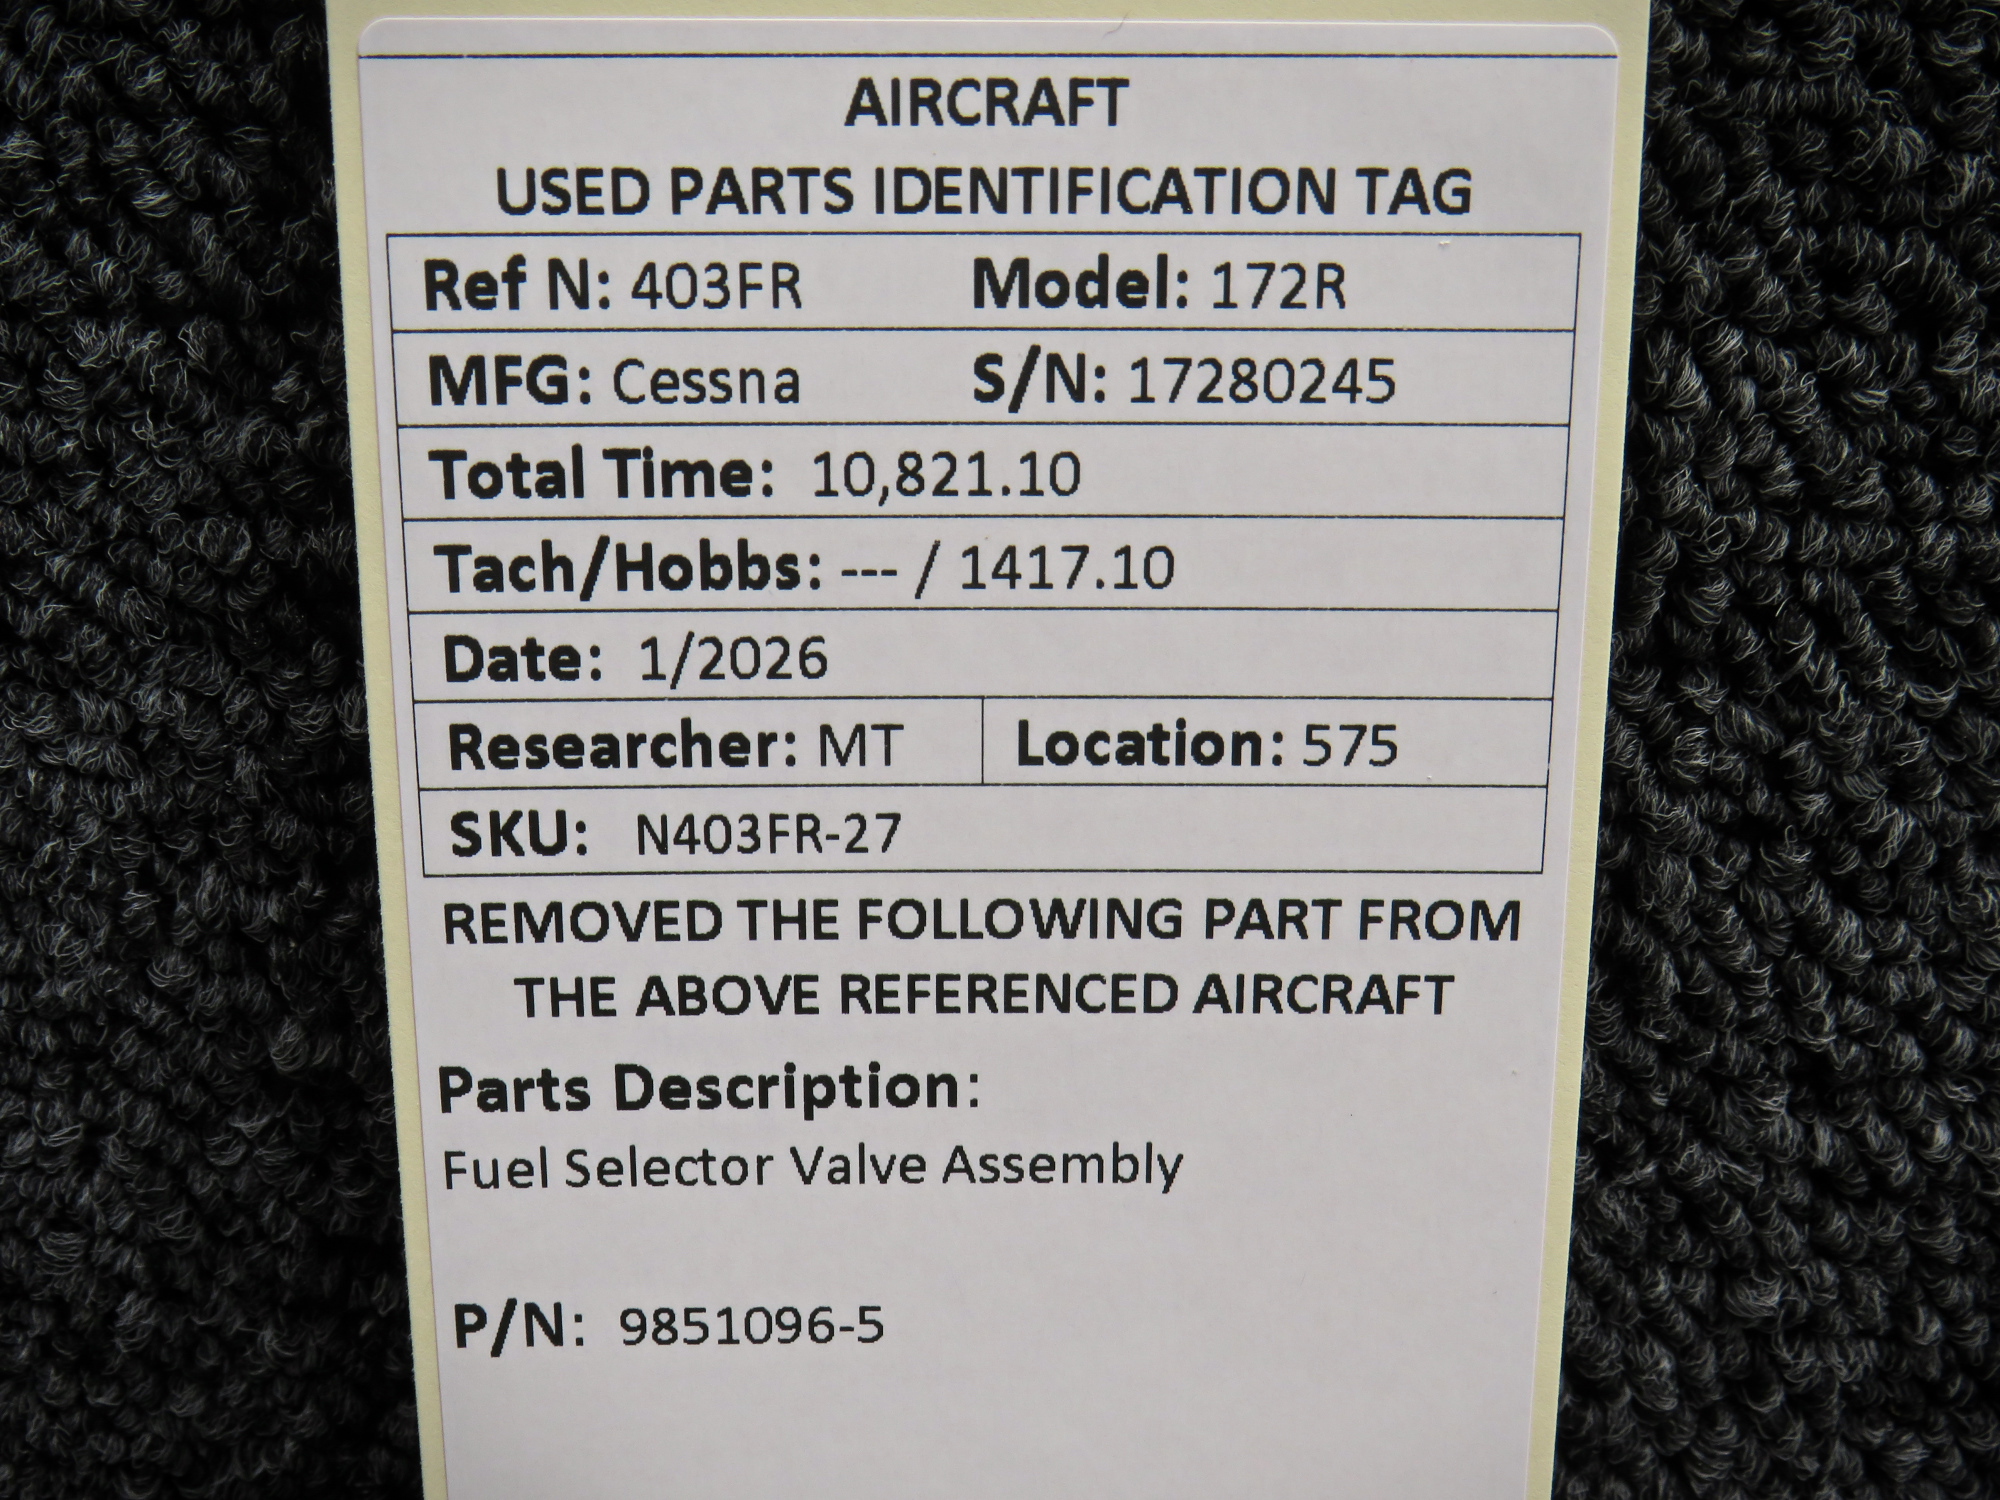 AIRCRAFT
USED PARTS IDENTIFICATION TAG
Ref N: 403FR Model: 172R
MFG: Cessna S/N: 17280245
Total Time: 10,821.10
Tach/Hobbs: --- / 1417.10
Date: 1/2026
Researcher: MT Location: 575
SKU: N403FR-27
REMOVED THE FOLLOWING PART FROM
THE ABOVE REFERENCED AIRCRAFT
Parts Description:
Fuel Selector Valve Assembly
P/N: 9851096-5